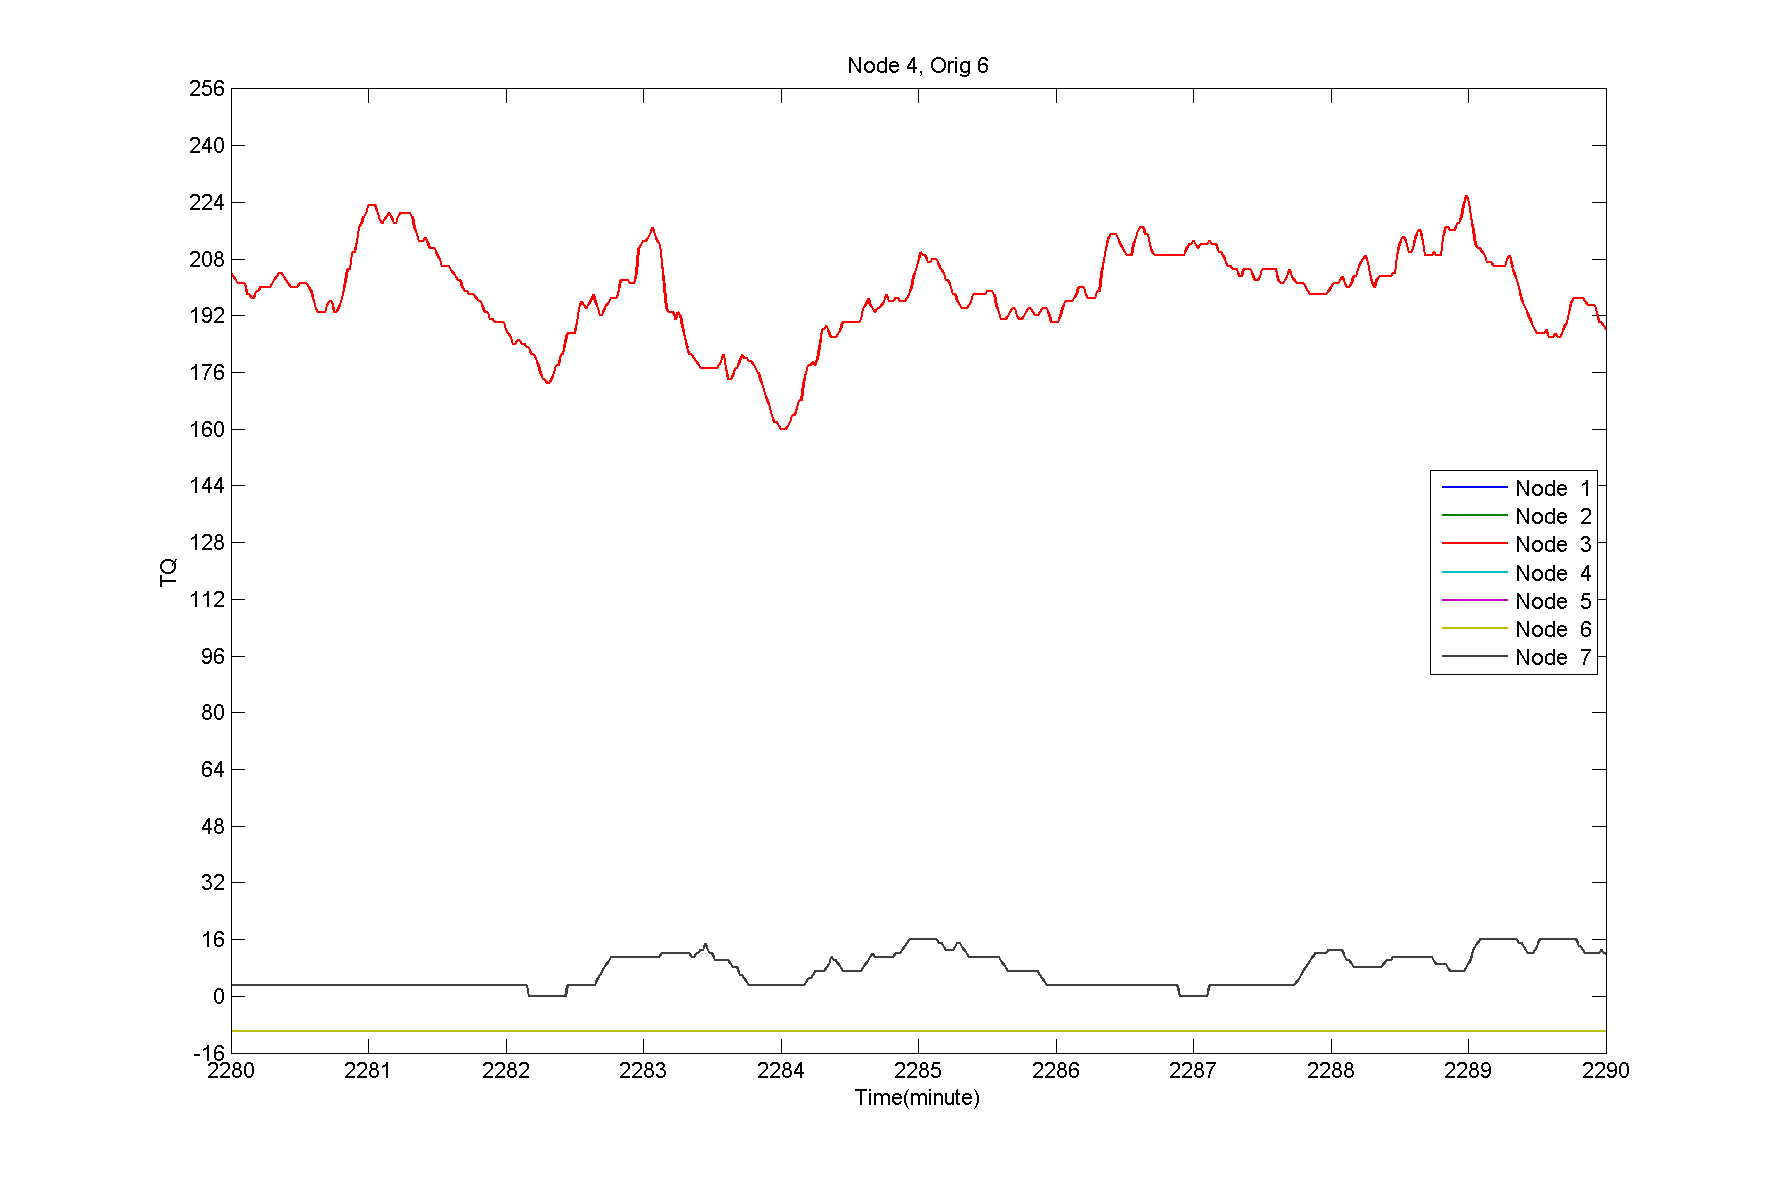 Node 4, Orig 6
256
240
224
208
192
176
160
144
128
112
96
80
64
48
32
16
0
-16
TQ
Node 1
Node 2
Node 3
Node 4
Node 5
Node 6
Node 7
2280 2281 2282 2283 2284 2285 2286 2287 2288 2289 2290
Time(minute)